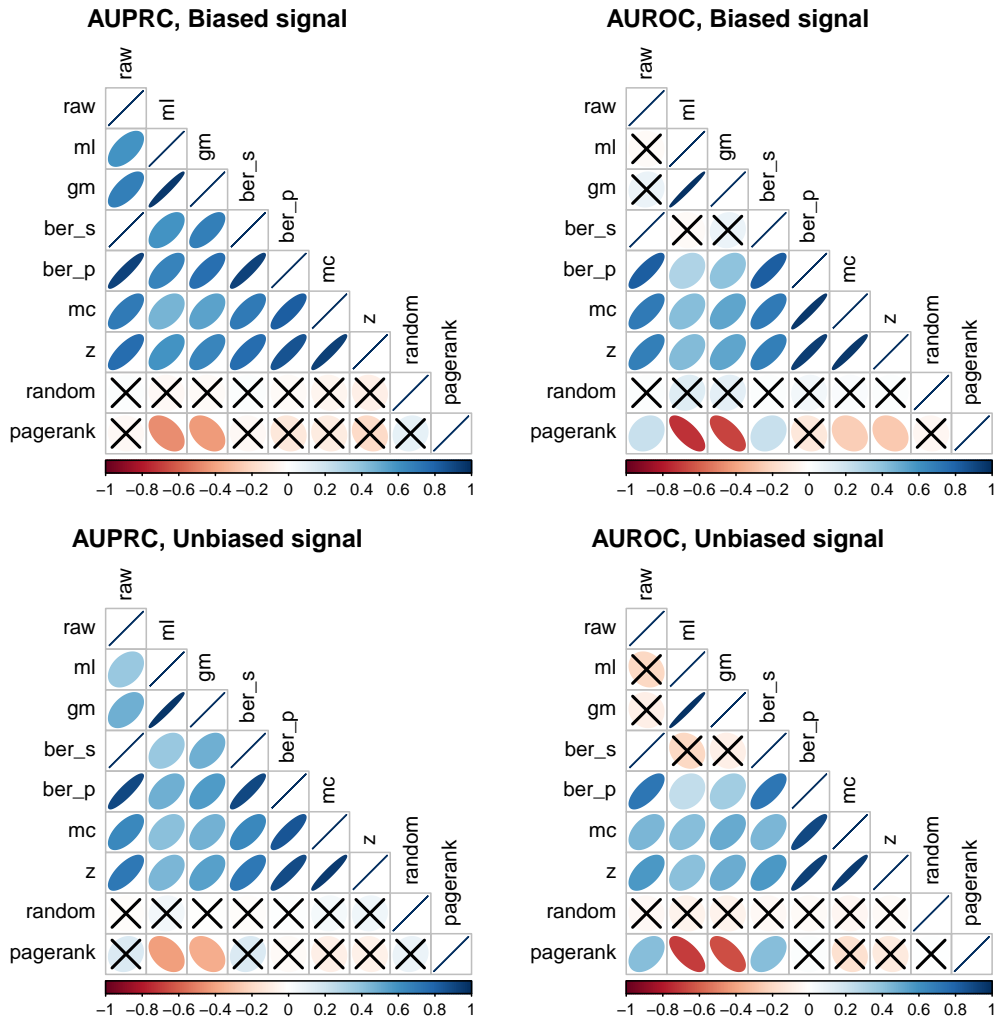 AUPRC, Biased signal
raw
raw
ml
ml
gm
gm
ber_s
ber_s
ber_p
ber_p
mc
mc
z
z
random
random
pagerank
pagerank
−1 −0.8 −0.6 −0.4 −0.2 0 0.2 0.4 0.6 0.8 1
AUROC, Biased signal
raw
raw
ml
ml
gm
gm
ber_s
ber_s
ber_p
ber_p
mc
mc
z
z
random
random
pagerank
pagerank
−1 −0.8 −0.6 −0.4 −0.2 0 0.2 0.4 0.6 0.8 1
AUPRC, Unbiased signal
raw
raw
ml
ml
gm
gm
ber_s
ber_s
ber_p
ber_p
mc
mc
z
z
random
random
pagerank
pagerank
−1 −0.8 −0.6 −0.4 −0.2 0 0.2 0.4 0.6 0.8 1
AUROC, Unbiased signal
raw
raw
ml
ml
gm
gm
ber_s
ber_s
ber_p
ber_p
mc
mc
z
z
random
random
pagerank
pagerank
−1 −0.8 −0.6 −0.4 −0.2 0 0.2 0.4 0.6 0.8 1